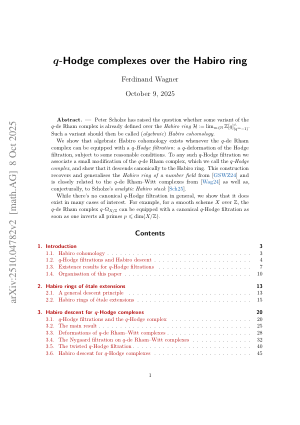 q-Hodge complexes over the Habiro ring
Ferdinand Wagner
October 9, 2025
Abstract. — Peter Scholze has raised the question whether some variant of the
q-de Rham complex is already defined over the Habiro ring H := lim m∈N Z[q]^(q^m−1).
Such a variant should then be called (algebraic) Habiro cohomology.
We show that algebraic Habiro cohomology exists whenever the q-de Rham
complex can be equipped with a q-Hodge filtration: a q-deformation of the Hodge
filtration, subject to some reasonable conditions. To any such q-Hodge filtration we
associate a small modification of the q-de Rham complex, which we call the q-Hodge
complex, and show that it descends canonically to the Habiro ring. This construction
recovers and generalises the Habiro ring of a number field from [GSWZ24] and
is closely related to the q-de Rham–Witt complexes from [Wag24] as well as,
conjecturally, to Scholze's analytic Habiro stack [Sch25].
While there's no canonical q-Hodge filtration in general, we show that it does
exist in many cases of interest. For example, for a smooth scheme X over Z, the
q-de Rham complex q-Ω X/Z can be equipped with a canonical q-Hodge filtration as
soon as one inverts all primes p ⩽ dim(X/Z).
Contents
1. Introduction 3
1.1. Habiro cohomology 3
1.2. q-Hodge filtrations and Habiro descent 4
1.3. Existence results for q-Hodge filtrations 7
1.4. Organisation of this paper 10
2. Habiro rings of étale extensions 13
2.1. A general descent principle 13
2.2. Habiro rings of étale extensions 15
3. Habiro descent for q-Hodge complexes 20
3.1. q-Hodge filtrations and the q-Hodge complex 20
3.2. The main result 25
3.3. Deformations of q-de Rham–Witt complexes 28
3.4. The Nygaard filtration on q-de Rham–Witt complexes 32
3.5. The twisted q-Hodge filtration 40
3.6. Habiro descent for q-Hodge complexes 45
1
arXiv:2510.04782v2 [math.AG] 8 Oct 2025